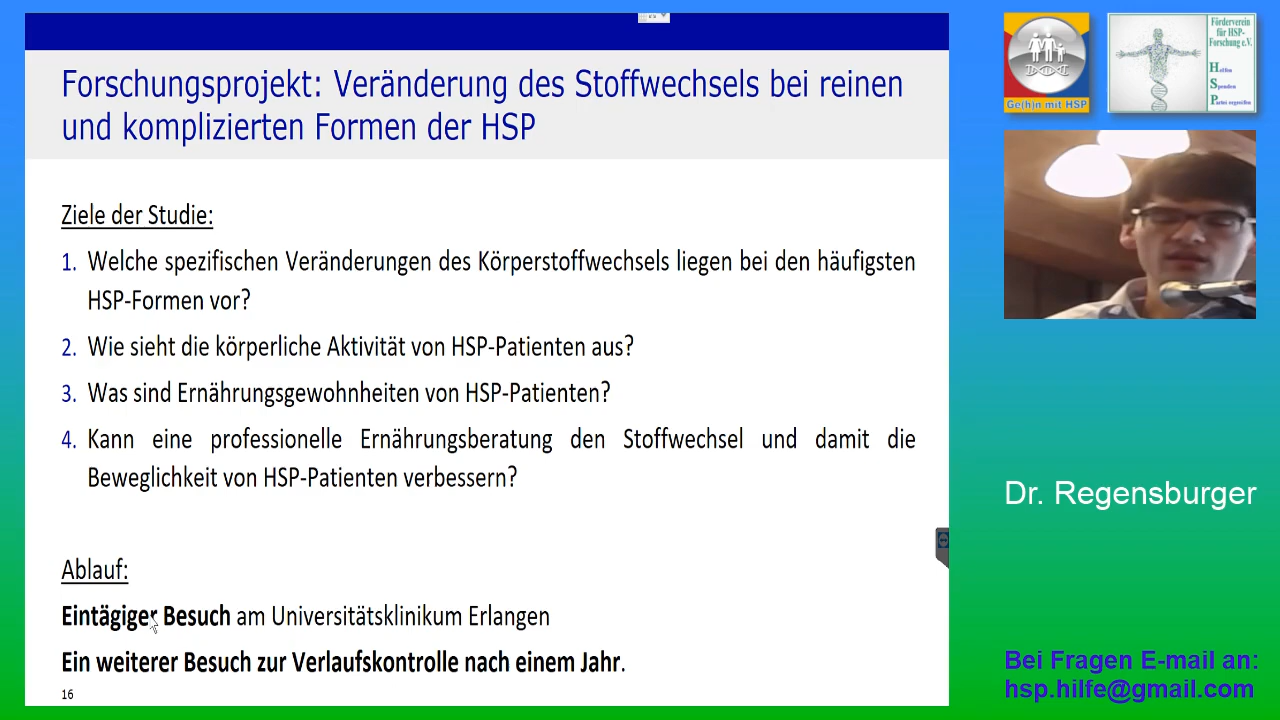 Forschungsprojekt: Veränderung des Stoffwechsels bei reinen
und komplizierten Formen der HSP
Ziele der Studie:
1. Welche spezifischen Veränderungen des Körperstoffwechsels liegen bei den häufigsten
HSP-Formen vor?
2. Wie sieht die körperliche Aktivität von HSP-Patienten aus?
3. Was sind Ernährungsgewohnheiten von HSP-Patienten?
4. Kann eine professionelle Ernährungsberatung den Stoffwechsel und damit die
Beweglichkeit von HSP-Patienten verbessern?
Ablauf:
Eintägiger Besuch am Universitätsklinikum Erlangen
Ein weiterer Besuch zur Verlaufskontrolle nach einem Jahr.
16
Ge(h)n mit HSP
Förderverein
für HSP-
Forschung e.V.
Helfen
Spenden
Dr. Regensburger
Bei Fragen E-mail an:
hsp.hilfe@gmail.com